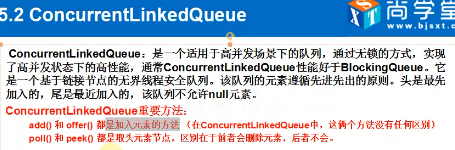 5.2 ConcurrentLinkedQueue
尚学堂
www.bjsxt.com
ConcurrentLinkedQueue：是一个适用于高并发场景下的队列，通过无锁的方式，实现
了高并发状态下的高性能，通常ConcurrentLinkedQueue性能好于BlockingQueue。它
是一个基于链接节点的无界线程安全队列。该队列的元素遵循先进先出的原则。头是最先
加入的，尾是最近加入的，该队列不允许null元素。
ConcurrentLinkedQueue重要方法：
add() 和 offer() 都是加入元素的方法 （在ConcurrentLinkedQueue中，这俩个方法没有任何区别）
poll() 和 peek() 都是取头元素节点，区别在于前者会删除元素，后者不会。